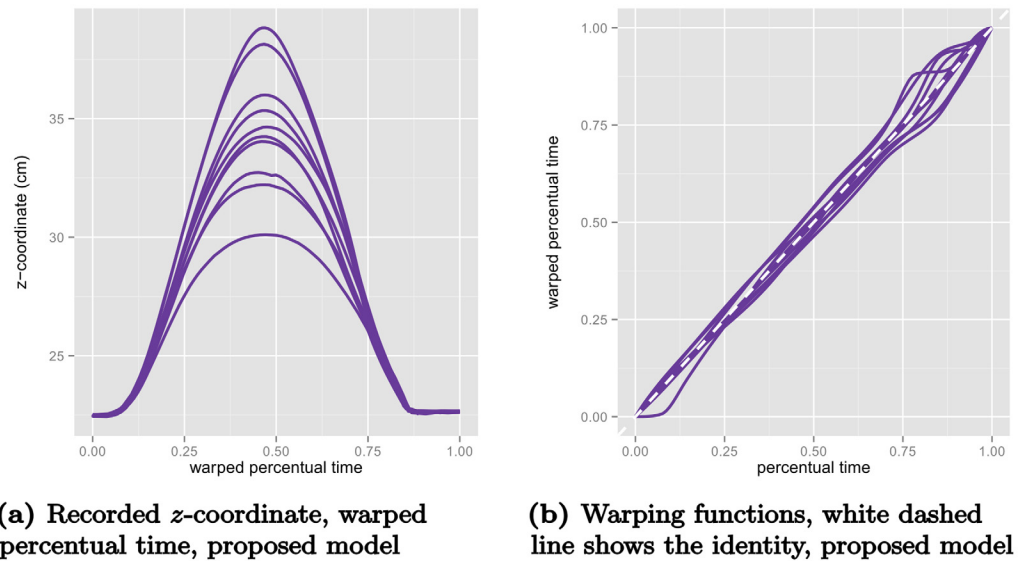 z−coordinate (cm)
35
30
25
0.00 0.25 0.50 0.75 1.00
warped percentual time
warped percentual time
1.00
0.75
0.50
0.25
0.00
0.00 0.25 0.50 0.75 1.00
percentual time
(a) Recorded z-coordinate, warped
percentual time, proposed model
(b) Warping functions, white dashed
line shows the identity, proposed model